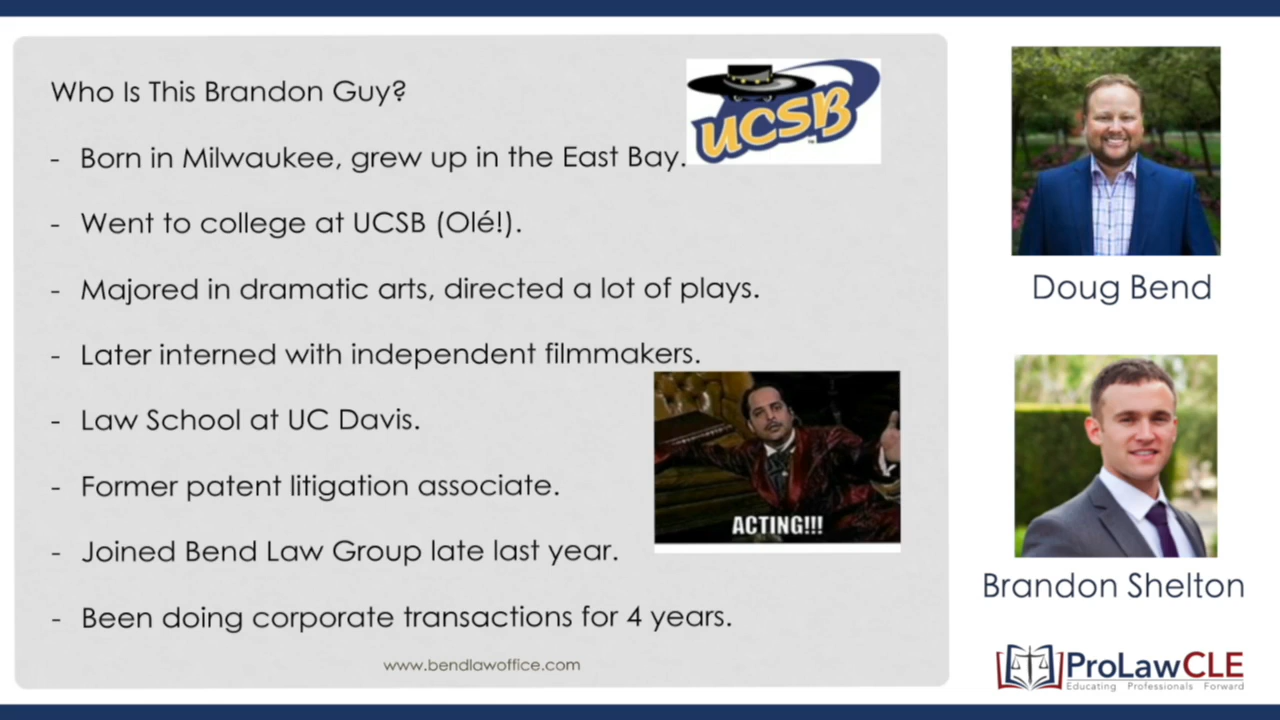 Who Is This Brandon Guy?
UCSB
™
- Born in Milwaukee, grew up in the East Bay.
- Went to college at UCSB (Olé!).
- Majored in dramatic arts, directed a lot of plays.
- Later interned with independent filmmakers.
- Law School at UC Davis.
- Former patent litigation associate.
ACTING!!!
- Joined Bend Law Group late last year.
- Been doing corporate transactions for 4 years.
www.bendlawoffice.com
Doug Bend
Brandon Shelton
ProLawCLE
Educating Professionals Forward